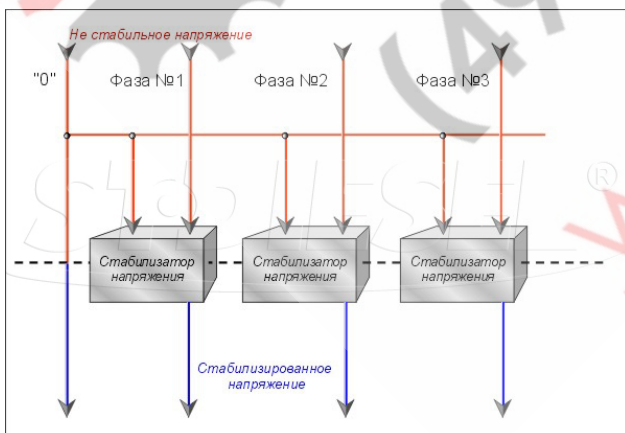 Не стабильное напряжение
"0" Фаза №1 Фаза №2 Фаза №3
Стабилизатор напряжения
Стабилизатор напряжения
Стабилизатор напряжения
Стабилизированное
напряжение